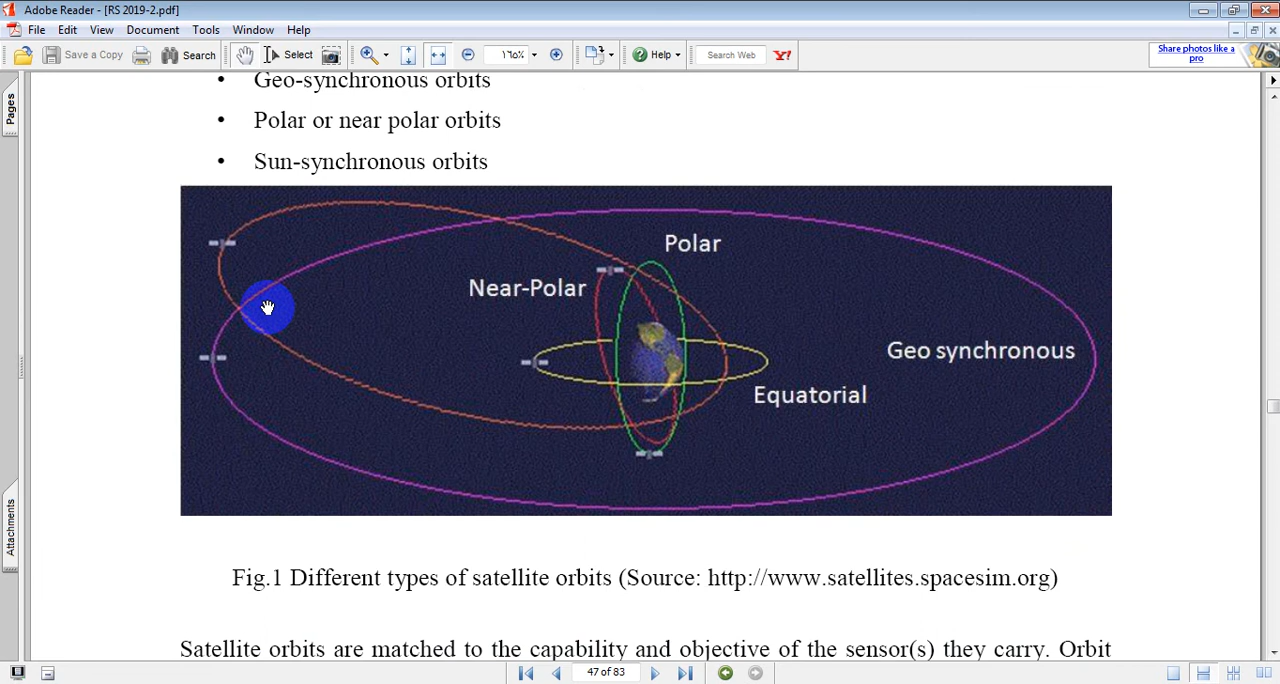 Adobe Reader - [RS 2019-2.pdf]
File Edit View Document Tools Window Help
Save a Copy Search Select ١٦٥% Help Search Web Y! Share photos like a pro
Pages
Attachments
• Geo-synchronous orbits
• Polar or near polar orbits
• Sun-synchronous orbits
Polar
Near-Polar
Geo synchronous
Equatorial
Fig.1 Different types of satellite orbits (Source: http://www.satellites.spacesim.org)
Satellite orbits are matched to the capability and objective of the sensor(s) they carry. Orbit
47 of 83